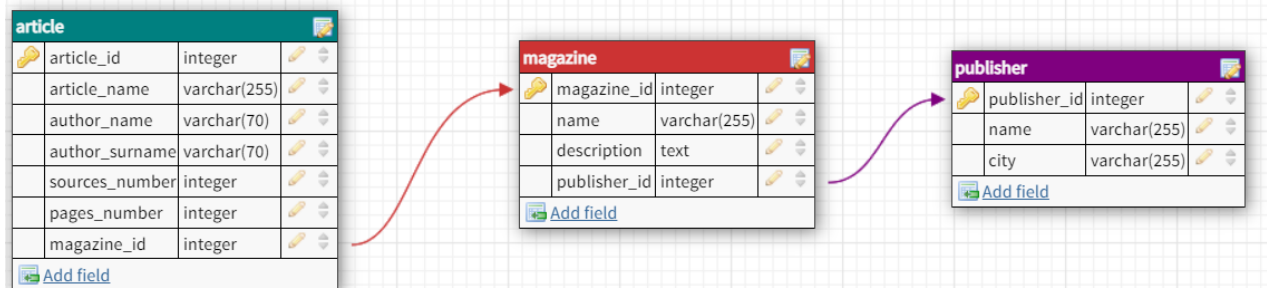 article
article_id integer
article_name varchar(255)
author_name varchar(70)
author_surname varchar(70)
sources_number integer
pages_number integer
magazine_id integer
Add field
magazine
magazine_id integer
name varchar(255)
description text
publisher_id integer
Add field
publisher
publisher_id integer
name varchar(255)
city varchar(255)
Add field